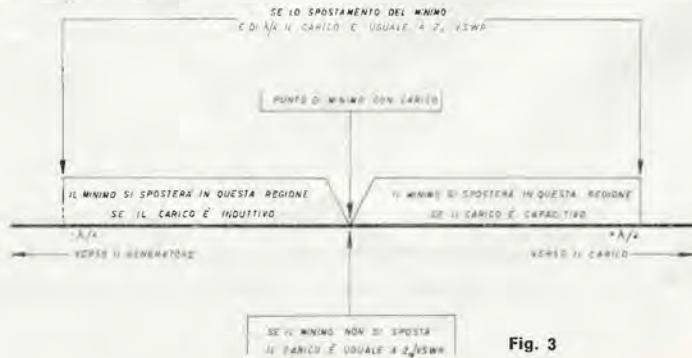 SE LO SPOSTAMENTO DEL MINIMO
È DI λ/4 IL CARICO È UGUALE A Z₀ VSWR
PUNTO DI MINIMO CON CARICO
IL MINIMO SI SPOSTERÀ IN QUESTA REGIONE
SE IL CARICO È INDUTTIVO
IL MINIMO SI SPOSTERÀ IN QUESTA REGIONE
SE IL CARICO È CAPACITIVO
- λ/4
+ λ/4
VERSO IL GENERATORE
VERSO IL CARICO
SE IL MINIMO NON SI SPOSTA
IL CARICO È UGUALE A Z₀/VSWR
Fig. 3